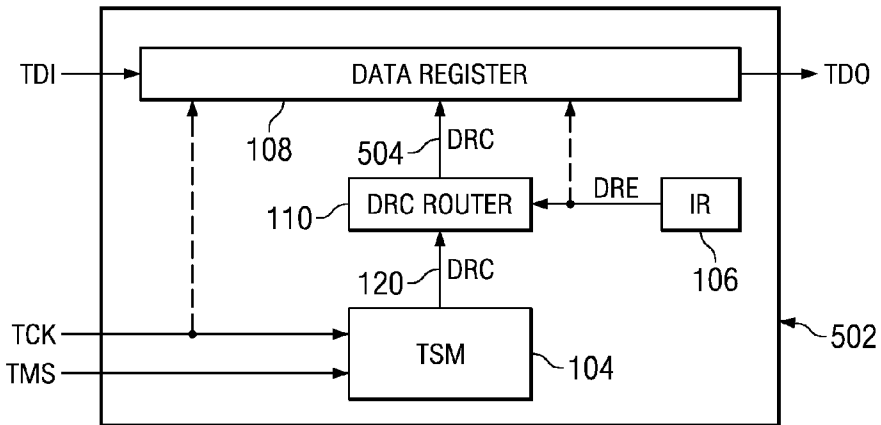 TDI
DATA REGISTER
TDO
108
504
DRC
DRE
110
DRC ROUTER
IR
106
120
DRC
TCK
TSM
104
502
TMS